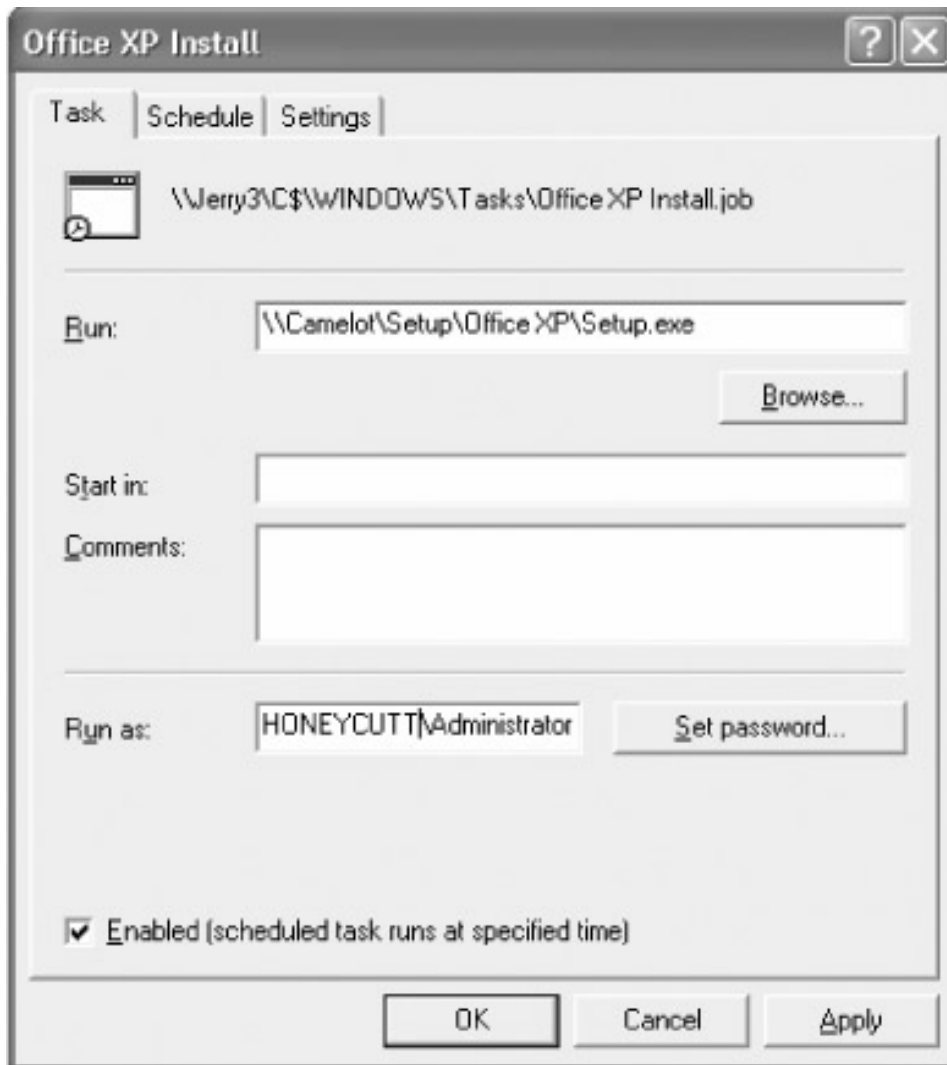 Office XP Install
Task Schedule Settings
\\Jerry3\C$\WINDOWS\Tasks\Office XP Install.job
Run: \\Camelot\Setup\Office XP\Setup.exe
Browse...
Start in:
Comments:
Run as: HONEYCUTT\Administrator Set password...
Enabled (scheduled task runs at specified time)
OK Cancel Apply